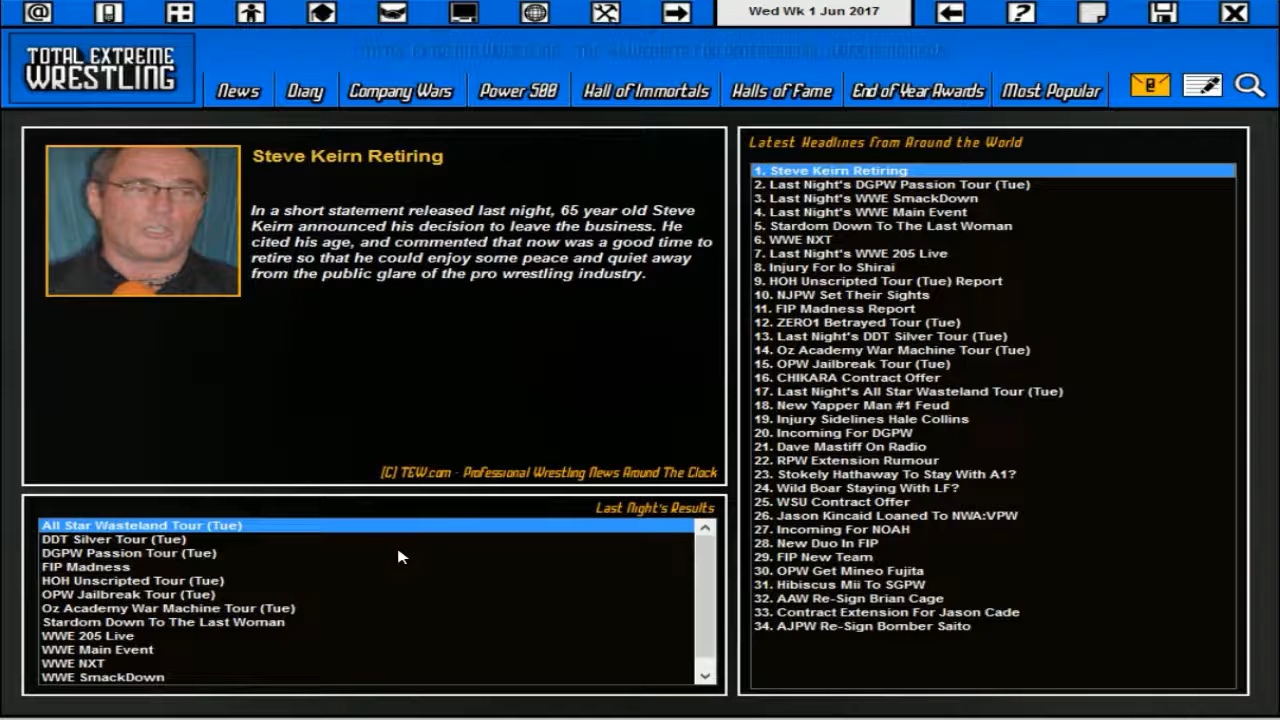 Wed Wk 1 Jun 2017
TOTAL EXTREME
WRESTLING
News
Diary
Company Wars
Power 500
Hall of Immortals
Halls of Fame
End of Year Awards
Most Popular
Steve Keirn Retiring
In a short statement released last night, 65 year old Steve
Keirn announced his decision to leave the business. He
cited his age, and commented that now was a good time to
retire so that he could enjoy some peace and quiet away
from the public glare of the pro wrestling industry.
(C) TEW.com - Professional Wrestling News Around The Clock
Last Night's Results
All Star Wasteland Tour (Tue)
DDT Silver Tour (Tue)
DGPW Passion Tour (Tue)
FIP Madness
HOH Unscripted Tour (Tue)
OPW Jailbreak Tour (Tue)
Oz Academy War Machine Tour (Tue)
Stardom Down To The Last Woman
WWE 205 Live
WWE Main Event
WWE NXT
WWE SmackDown
Latest Headlines From Around the World
1. Steve Keirn Retiring
2. Last Night's DGPW Passion Tour (Tue)
3. Last Night's WWE SmackDown
4. Last Night's WWE Main Event
5. Stardom Down To The Last Woman
6. WWE NXT
7. Last Night's WWE 205 Live
8. Injury For Io Shirai
9. HOH Unscripted Tour (Tue) Report
10. NJPW Set Their Sights
11. FIP Madness Report
12. ZERO1 Betrayed Tour (Tue)
13. Last Night's DDT Silver Tour (Tue)
14. Oz Academy War Machine Tour (Tue)
15. OPW Jailbreak Tour (Tue)
16. CHIKARA Contract Offer
17. Last Night's All Star Wasteland Tour (Tue)
18. New Yapper Man #1 Feud
19. Injury Sidelines Hale Collins
20. Incoming For DGPW
21. Dave Mastiff On Radio
22. RPW Extension Rumour
23. Stokely Hathaway To Stay With A1?
24. Wild Boar Staying With LF?
25. WSU Contract Offer
26. Jason Kincaid Loaned To NWA:VPW
27. Incoming For NOAH
28. New Duo In FIP
29. FIP New Team
30. OPW Get Mineo Fujita
31. Hibiscus Mii To SGPW
32. AAW Re-Sign Brian Cage
33. Contract Extension For Jason Cade
34. AJPW Re-Sign Bomber Saito